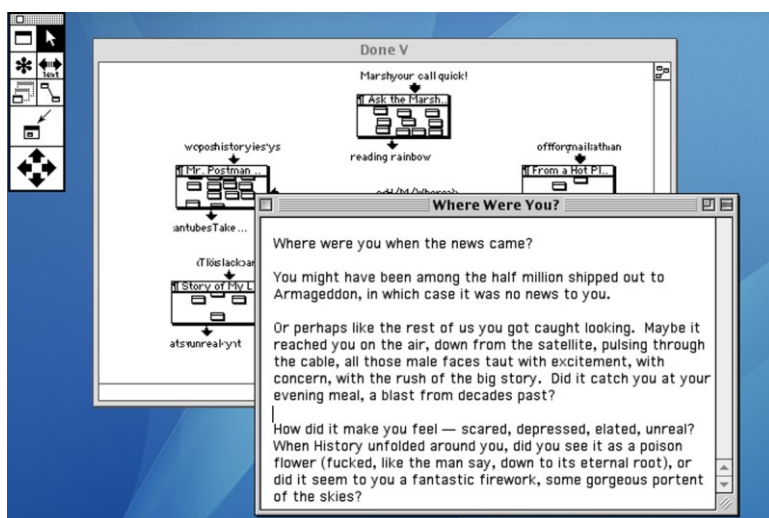 Done V
text
Marshyour call quick!
Ask the Marsh..
reading rainbow
Mr. Postman ...
offforgmail:athan
From a Hot Pl..
Story of My L
Where Were You?
Where were you when the news came?
You might have been among the half million shipped out to
Armageddon, in which case it was no news to you.
Or perhaps like the rest of us you got caught looking. Maybe it
reached you on the air, down from the satellite, pulsing through
the cable, all those male faces taut with excitement, with
concern, with the rush of the big story. Did it catch you at your
evening meal, a blast from decades past?
How did it make you feel — scared, depressed, elated, unreal?
When History unfolded around you, did you see it as a poison
flower (fucked, like the man say, down to its eternal root), or
did it seem to you a fantastic firework, some gorgeous portent
of the skies?